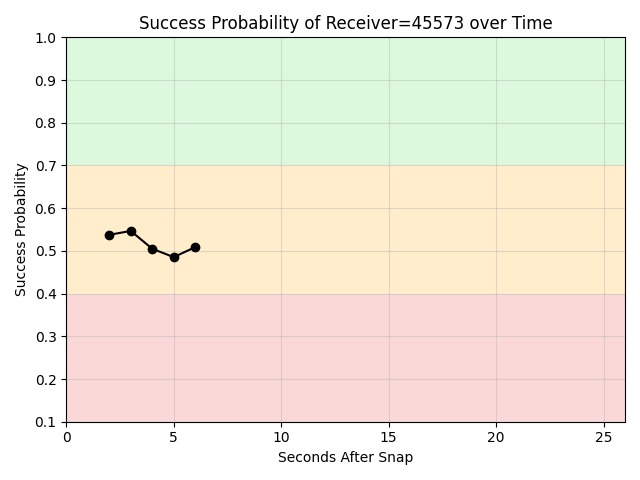 Success Probability of Receiver=45573 over Time
1.0
0.9
0.8
0.7
0.6
0.5
0.4
0.3
0.2
0.1
Success Probability
0 5 10 15 20 25
Seconds After Snap